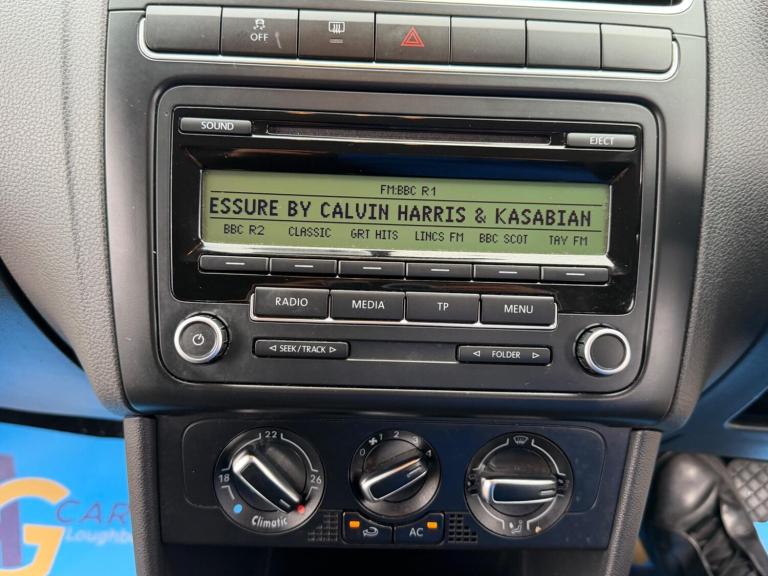 OFF
SOUND
EJECT
FM:BBC R1
ESSURE BY CALVIN HARRIS & KASABIAN
BBC R2 CLASSIC GRT HITS LINCS FM BBC SCOT TAY FM
RADIO MEDIA TP MENU
SEEK/TRACK FOLDER
22
18 26
Climatic
0 1 2 3 4
AC
G
CAR
Loughb